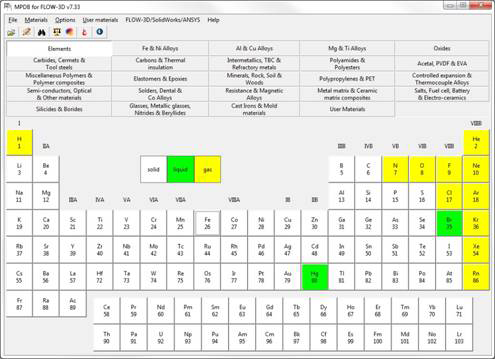 MPDB for FLOW-3D v7.33
File Materials Options User materials FLOW-3D/SolidWorks/ANSYS Help
Elements Fe & Ni Alloys Al & Cu Alloys Mg & Ti Alloys Oxides
Carbides, Cermets & Tool steels Carbons & Thermal insulation Intermetallics, TBC & Refractory metals Polyamides & Polyesters Acetal, PVDF & EVA
Miscellaneous Polymers & Polymer composites Elastomers & Epoxies Minerals, Rock, Soil & Woods Polypropylenes & PET Controlled expansion & Thermocouple Alloys
Semi-conductors, Optical & Other materials Solders, Dental & Co Alloys Resistance & Magnetic Alloys Metal matrix & Ceramic matrix composites Salts, Fuel cell, Battery & Electro-ceramics
Silicides & Borides Glasses, Metallic glasses, Nitrides & Beryllides Cast Irons & Mold materials User Materials
IA VIIIB
H He
1 IIA IIIB IVB VB VIB VIIB 2
Li Be solid liquid gas B C N O F Ne
3 4 5 6 7 8 9 10
Na Mg Al Si P S Cl Ar
11 12 IIIA IVA VA VIA VIIA VIIIA IB IIB 13 14 15 16 17 18
K Ca Sc Ti V Cr Mn Fe Co Ni Cu Zn Ga Ge As Se Br Kr
19 20 21 22 23 24 25 26 27 28 29 30 31 32 33 34 35 36
Rb Sr Y Zr Nb Mo Tc Ru Rh Pd Ag Cd In Sn Sb Te I Xe
37 38 39 40 41 42 43 44 45 46 47 48 49 50 51 52 53 54
Cs Ba La Hf Ta W Re Os Ir Pt Au Hg Tl Pb Bi Po At Rn
55 56 57 72 73 74 75 76 77 78 79 80 81 82 83 84 85 86
Fr Ra Ac
87 88 89
Ce Pr Nd Pm Sm Eu Gd Tb Dy Ho Er Tm Yb Lu
58 59 60 61 62 63 64 65 66 67 68 69 70 71
Th Pa U Np Pu Am Cm Bk Cf Es Fm Md No Lr
90 91 92 93 94 95 96 97 98 99 100 101 102 103